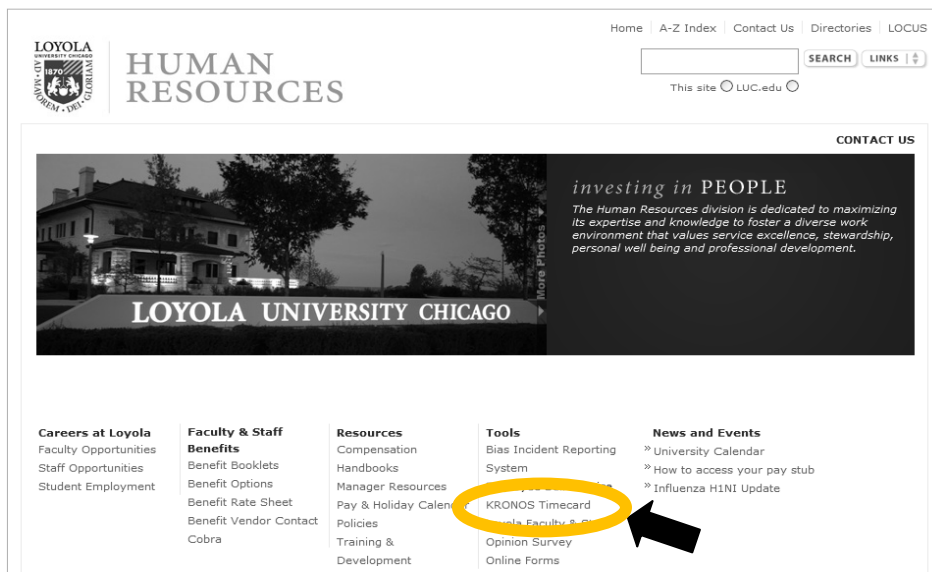 Home A-Z Index Contact Us Directories LOCUS
LOYOLA
UNIVERSITY CHICAGO
1870
AD MAJOREM DEI GLORIAM
HUMAN
RESOURCES
SEARCH LINKS
This site LUC.edu
CONTACT US
investing in PEOPLE
The Human Resources division is dedicated to maximizing
its expertise and knowledge to foster a diverse work
environment that values service excellence, stewardship,
personal well being and professional development.
More Photos
LOYOLA UNIVERSITY CHICAGO
Careers at Loyola
Faculty Opportunities
Staff Opportunities
Student Employment
Faculty & Staff
Benefits
Benefit Booklets
Benefit Options
Benefit Rate Sheet
Benefit Vendor Contact
Cobra
Resources
Compensation
Handbooks
Manager Resources
Pay & Holiday Calendar
Policies
Training &
Development
Tools
Bias Incident Reporting
System
KRONOS Timecard
Faculty &
Opinion Survey
Online Forms
News and Events
» University Calendar
» How to access your pay stub
» Influenza H1NI Update